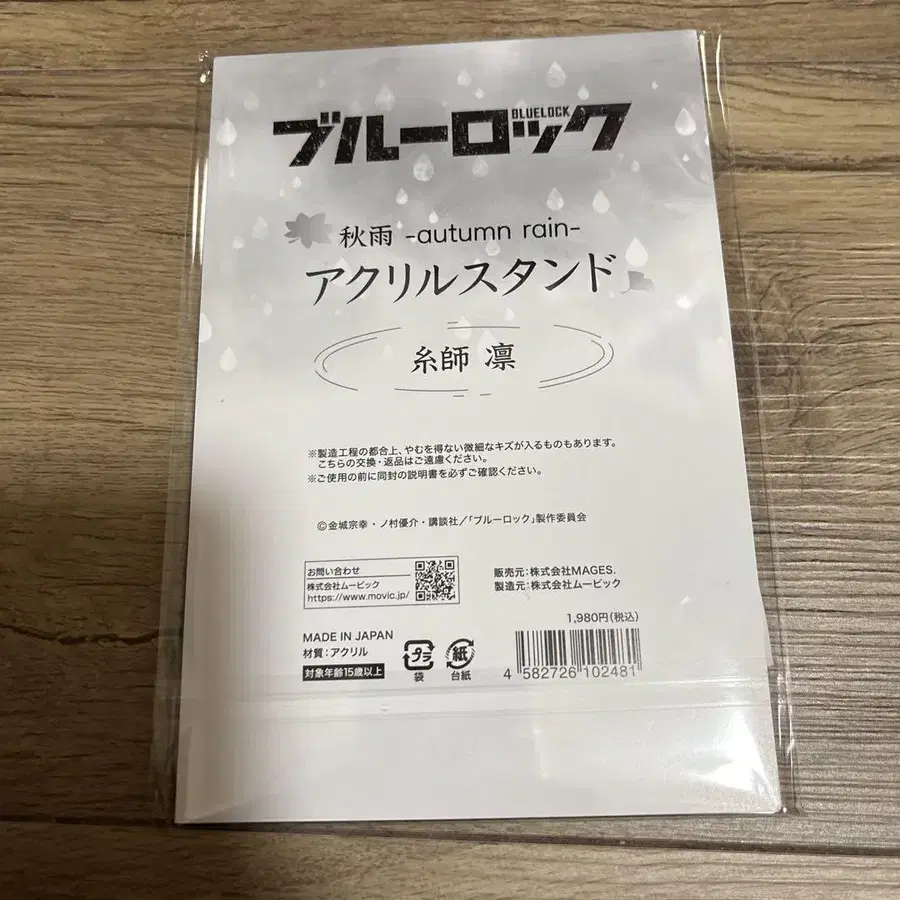 BLUELOCK
ブルーロック
秋雨 -autumn rain-
アクリルスタンド
糸師 凛
※製造工程の都合上、やむを得ない微細なキズが入るものもあります。
こちらの交換・返品はご遠慮ください。
※ご使用の前に同封の説明書を必ずご確認ください。
©金城宗幸・ノ村優介・講談社/「ブルーロック」製作委員会
お問い合わせ
株式会社ムービック
https://www.movic.jp/
販売元:株式会社MAGES.
製造元:株式会社ムービック
1,980円(税込)
MADE IN JAPAN
材質:アクリル
対象年齢15歳以上
プラ
袋
紙
台紙
4 582726 102481